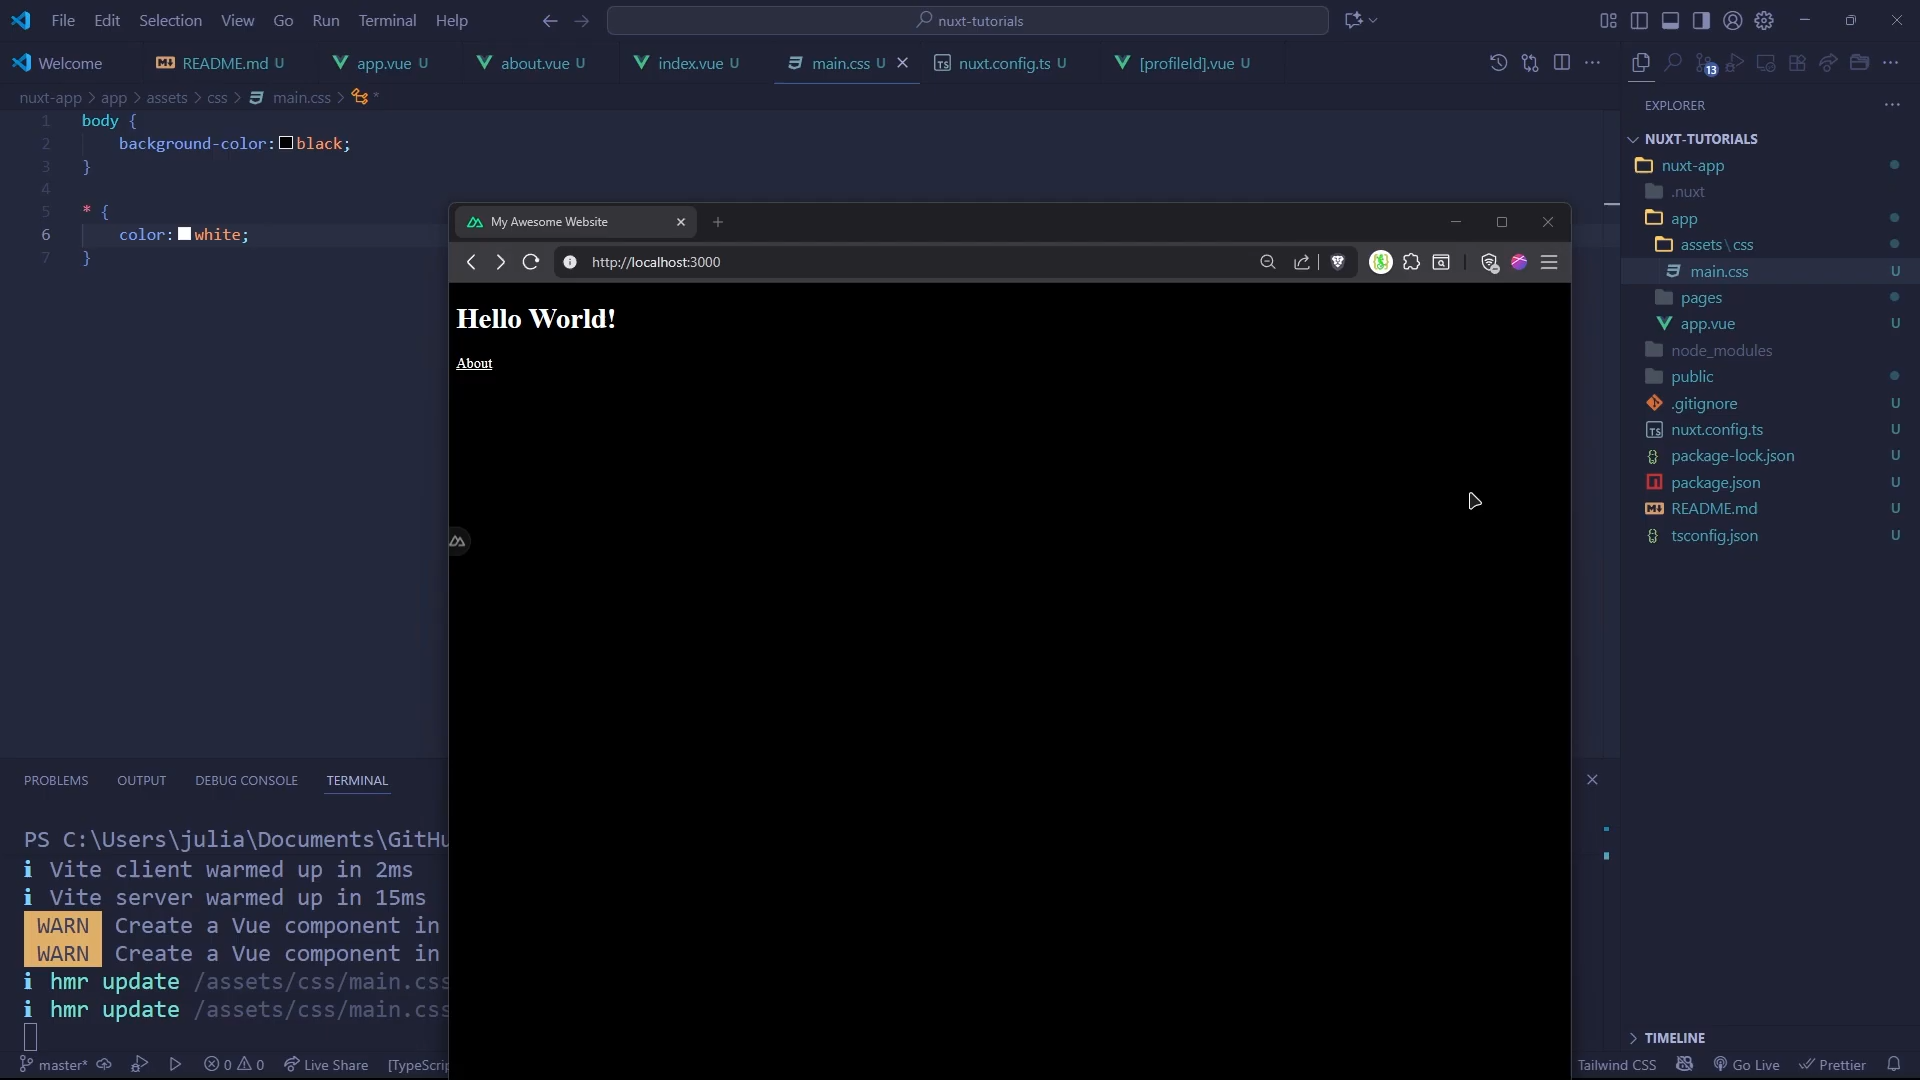 File Edit Selection View Go Run Terminal Help
nuxt-tutorials
Welcome README.md U app.vue U about.vue U index.vue U main.css U nuxt.config.ts U [profileId].vue U
13
nuxt-app > app > assets > css > main.css >
1 body {
2 background-color: black;
3 }
4
5 * {
6 color: white;
7 }
EXPLORER
NUXT-TUTORIALS
nuxt-app
.nuxt
app
assets\css
main.css U
pages
app.vue U
node_modules
public
.gitignore U
nuxt.config.ts U
package-lock.json U
package.json U
README.md U
tsconfig.json U
TIMELINE
My Awesome Website
http://localhost:3000
Hello World!
About
PROBLEMS OUTPUT DEBUG CONSOLE TERMINAL
PS C:\Users\julia\Documents\GitHu
i Vite client warmed up in 2ms
i Vite server warmed up in 15ms
WARN Create a Vue component in
WARN Create a Vue component in
i hmr update /assets/css/main.css
i hmr update /assets/css/main.css
master* 0 0 Live Share [TypeScrip Tailwind CSS Go Live Prettier